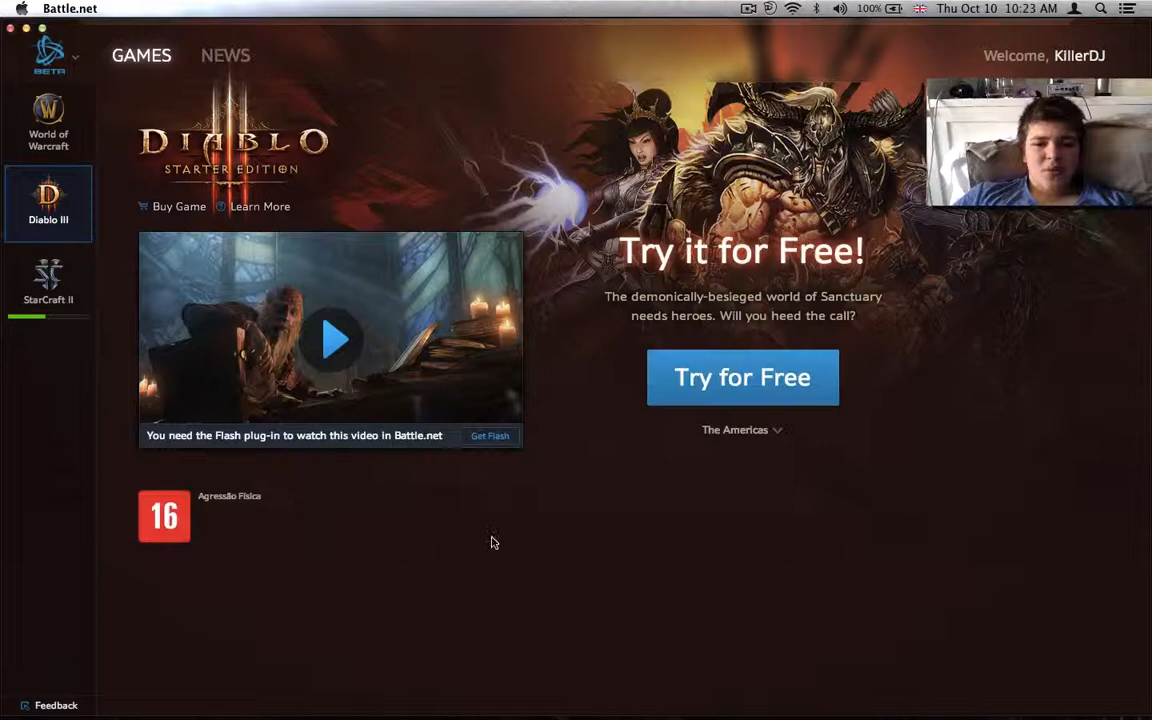 Battle.net
100%
Thu Oct 10 10:23 AM
BETA
GAMES
NEWS
Welcome, KillerDJ
World of
Warcraft
Diablo III
StarCraft II
DIABLO
STARTER EDITION
Buy Game
Learn More
Try it for Free!
The demonically-besieged world of Sanctuary
needs heroes. Will you heed the call?
Try for Free
The Americas
You need the Flash plug-in to watch this video in Battle.net
Get Flash
16
Agressão Física
Feedback